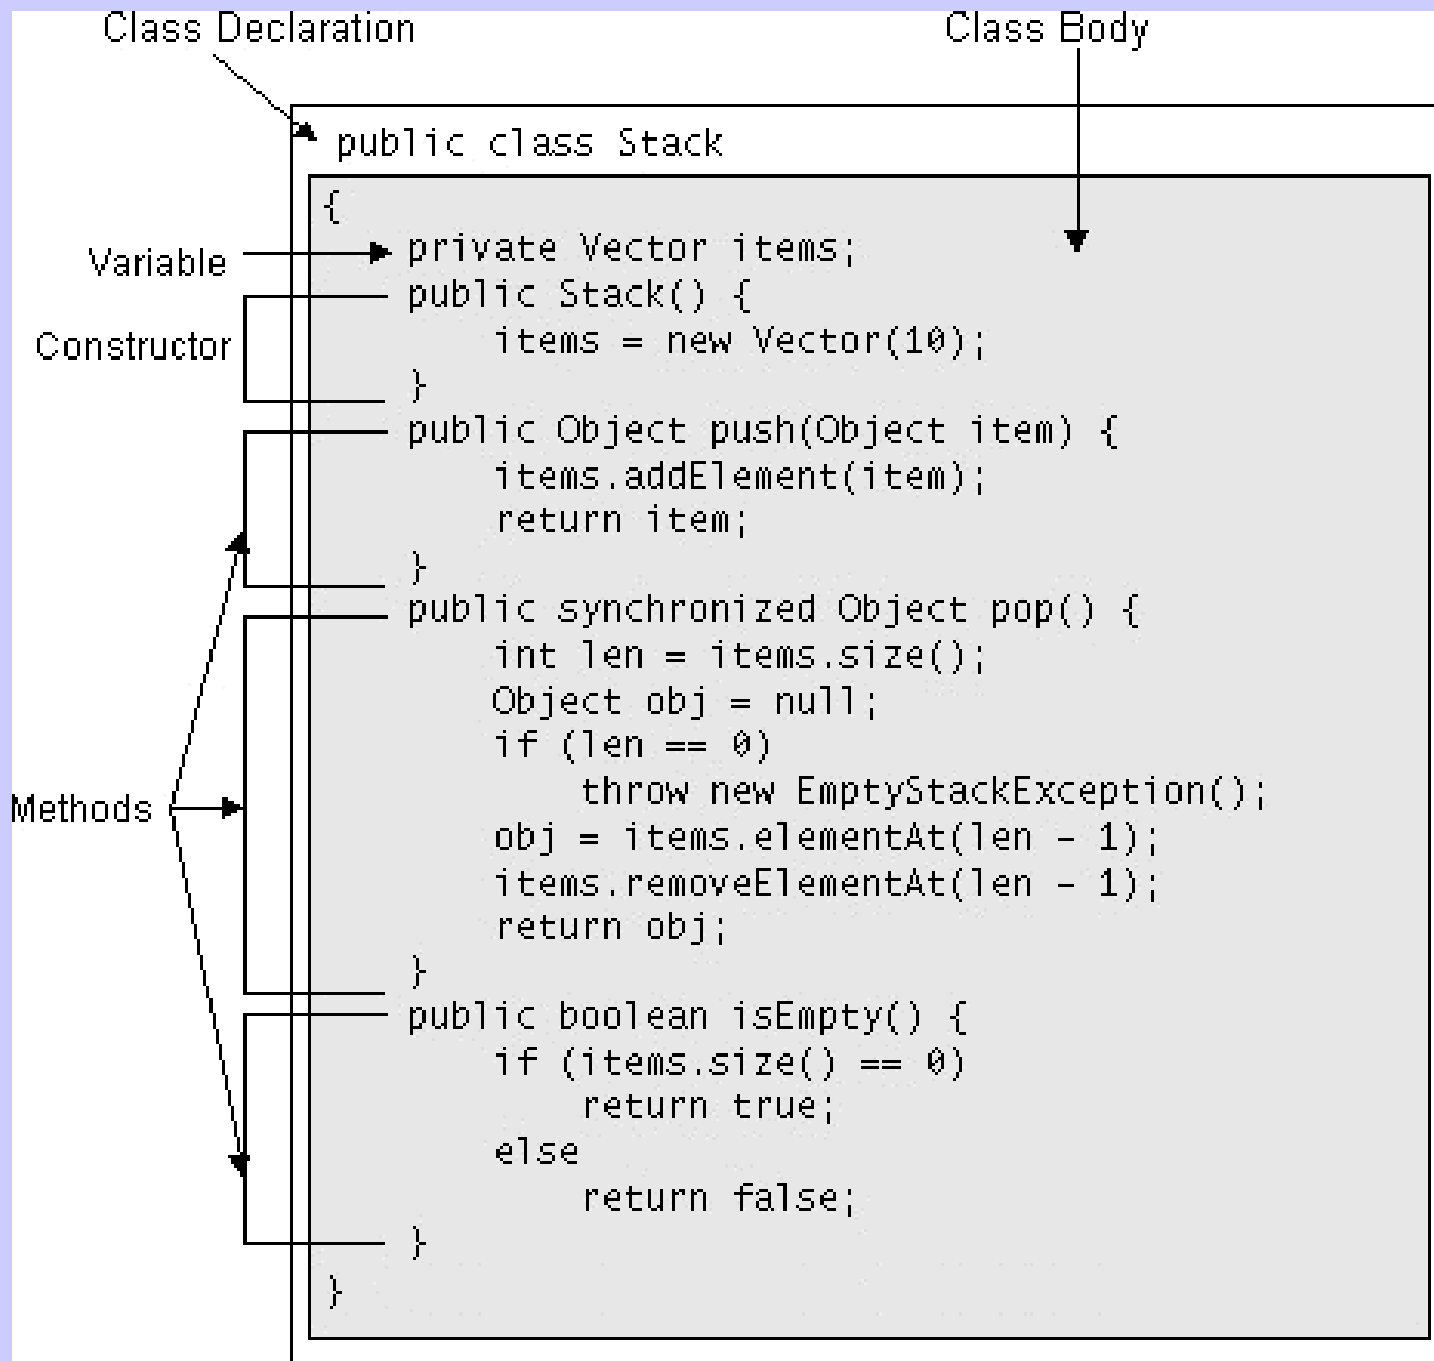 Class Declaration
Class Body
public class Stack
{
Variable
private Vector items;
public Stack() {
Constructor
items = new Vector(10);
}
public Object push(Object item) {
items.addElement(item);
return item;
}
public synchronized Object pop() {
int len = items.size();
Object obj = null;
if (len == 0)
throw new EmptyStackException();
Methods
obj = items.elementAt(len - 1);
items.removeElementAt(len - 1);
return obj;
}
public boolean isEmpty() {
if (items.size() == 0)
return true;
else
return false;
}
}